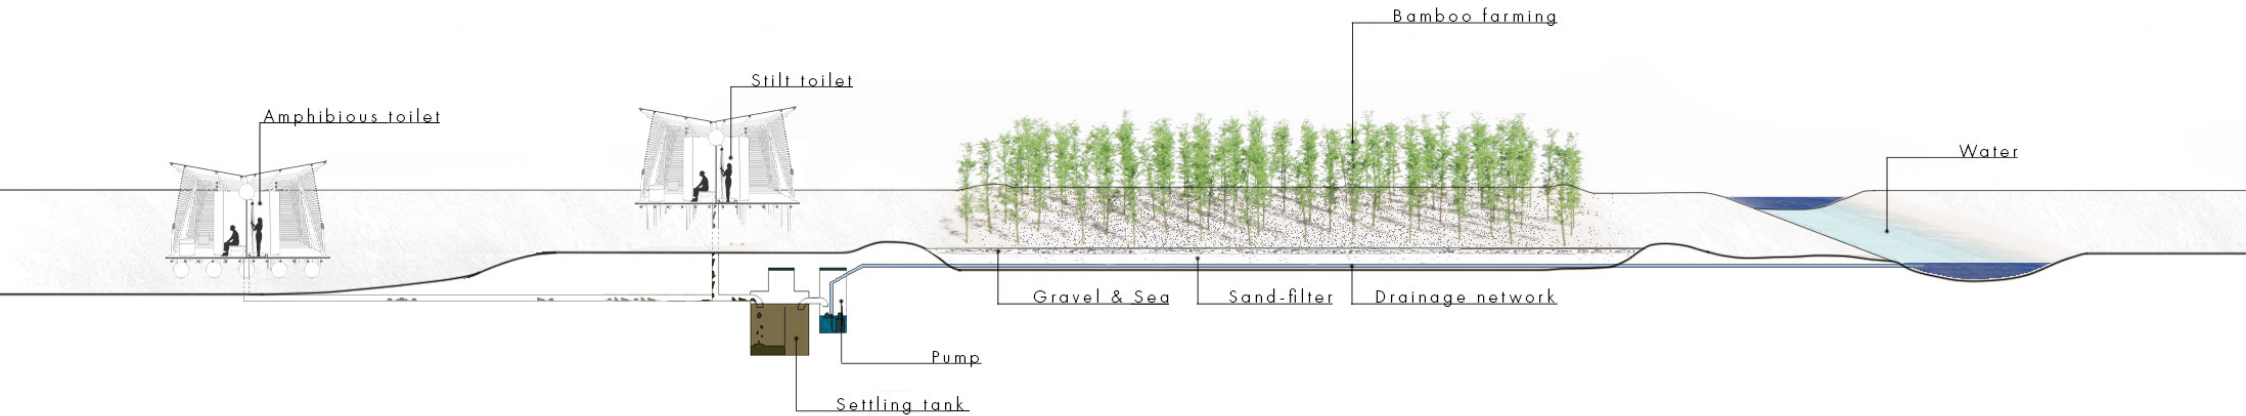 Bamboo farming
Stilt toilet
Amphibious toilet
Water
Gravel & Sea
Sand-filter
Drainage network
Pump
Settling tank